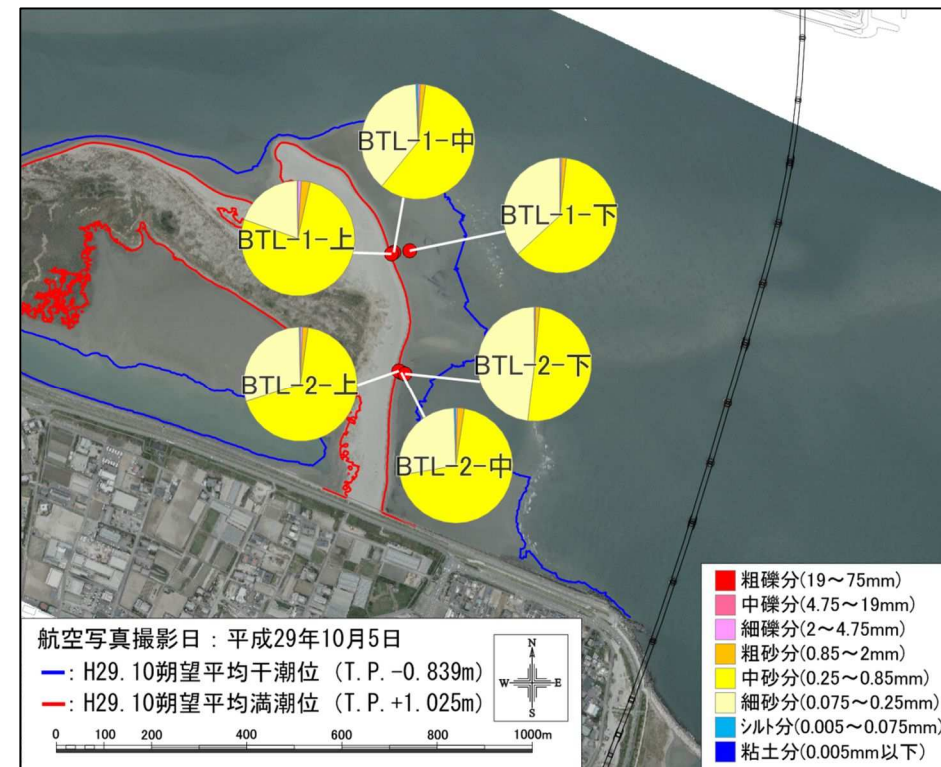 BTL-1-中
BTL-1-下
BTL-1-上
BTL-2-下
BTL-2-上
BTL-2-中
航空写真撮影日：平成29年10月5日
：H29.10朔望平均干潮位 (T.P.-0.839m)
：H29.10朔望平均満潮位 (T.P.+1.025m)
N
W E
S
0 200 400 600 800 1000m
粗礫分(19～75mm)
中礫分(4.75～19mm)
細礫分(2～4.75mm)
粗砂分(0.85～2mm)
中砂分(0.25～0.85mm)
細砂分(0.075～0.25mm)
シルト分(0.005～0.075mm)
粘土分(0.005mm以下)